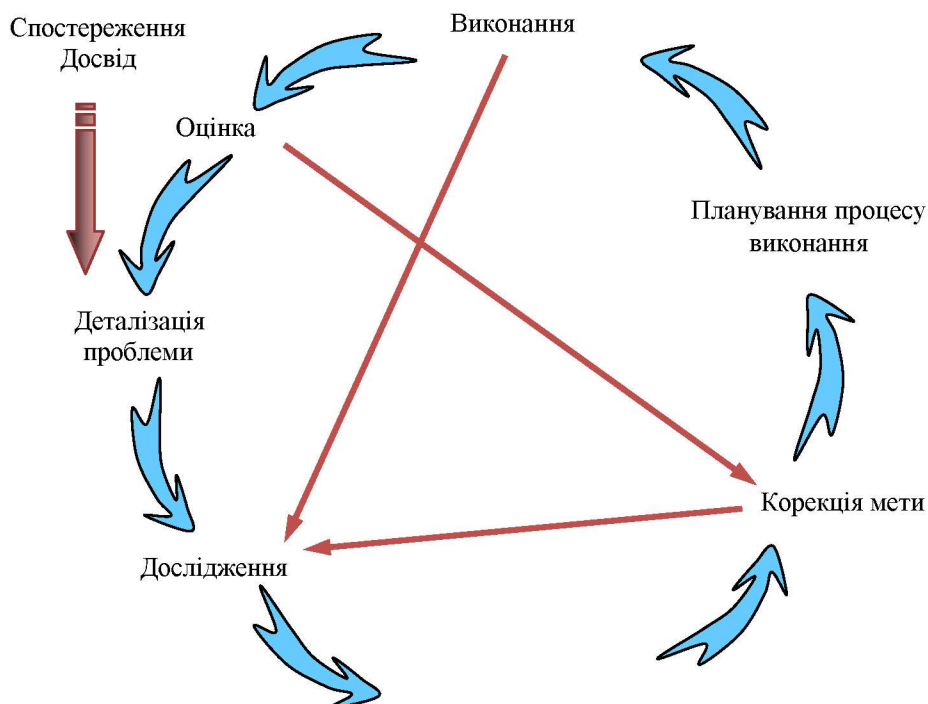 Спостереження
Досвід
Виконання
Оцінка
Планування процесу
виконання
Деталізація
проблеми
Корекція мети
Дослідження